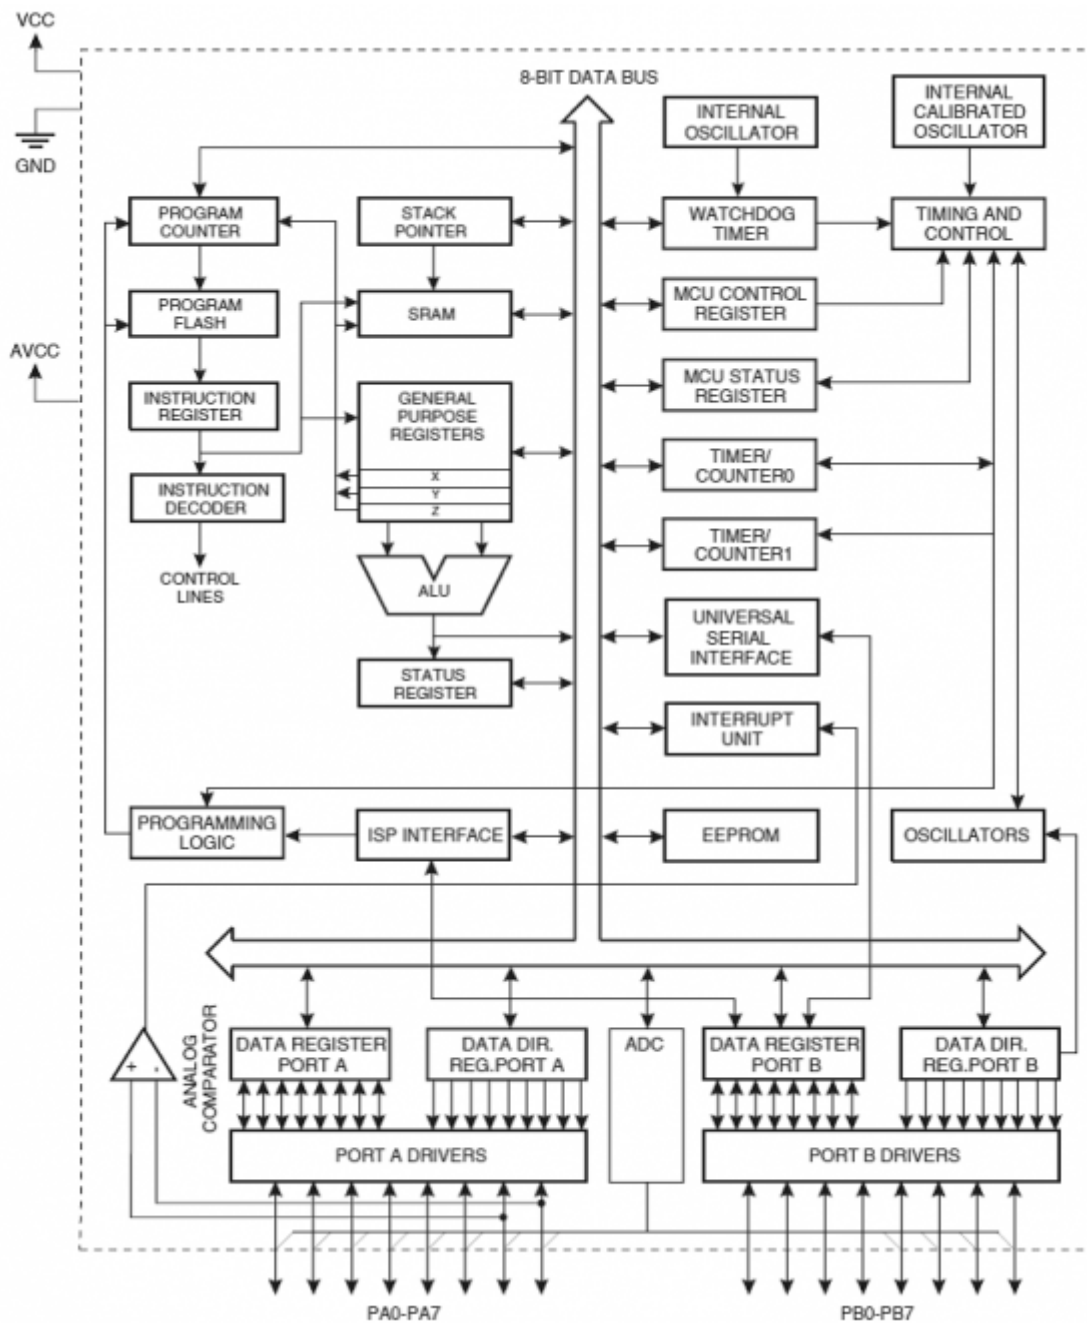 VCC
8-BIT DATA BUS
INTERNAL
OSCILLATOR
INTERNAL
CALIBRATED
OSCILLATOR
GND
PROGRAM
COUNTER
STACK
POINTER
WATCHDOG
TIMER
TIMING AND
CONTROL
PROGRAM
FLASH
SRAM
MCU CONTROL
REGISTER
AVCC
INSTRUCTION
REGISTER
GENERAL
PURPOSE
REGISTERS
X
Y
Z
MCU STATUS
REGISTER
INSTRUCTION
DECODER
TIMER/
COUNTER0
CONTROL
LINES
ALU
TIMER/
COUNTER1
STATUS
REGISTER
UNIVERSAL
SERIAL
INTERFACE
INTERRUPT
UNIT
PROGRAMMING
LOGIC
ISP INTERFACE
EEPROM
OSCILLATORS
ANALOG
COMPARATOR
+
-
DATA REGISTER
PORT A
DATA DIR.
REG.PORT A
ADC
DATA REGISTER
PORT B
DATA DIR.
REG.PORT B
PORT A DRIVERS
PORT B DRIVERS
PA0-PA7
PB0-PB7